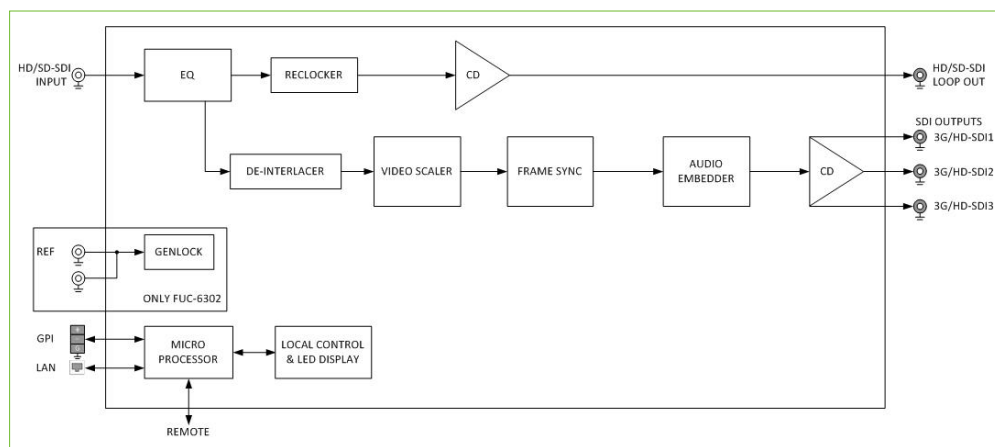 HD/SD-SDI
INPUT
EQ
RECLOCKER
CD
HD/SD-SDI
LOOP OUT
SDI OUTPUTS
3G/HD-SDI1
DE-INTERLACER
VIDEO SCALER
FRAME SYNC
AUDIO
EMBEDDER
CD
3G/HD-SDI2
3G/HD-SDI3
REF
GENLOCK
ONLY FUC-6302
GPI
LAN
MICRO
PROCESSOR
LOCAL CONTROL
& LED DISPLAY
REMOTE